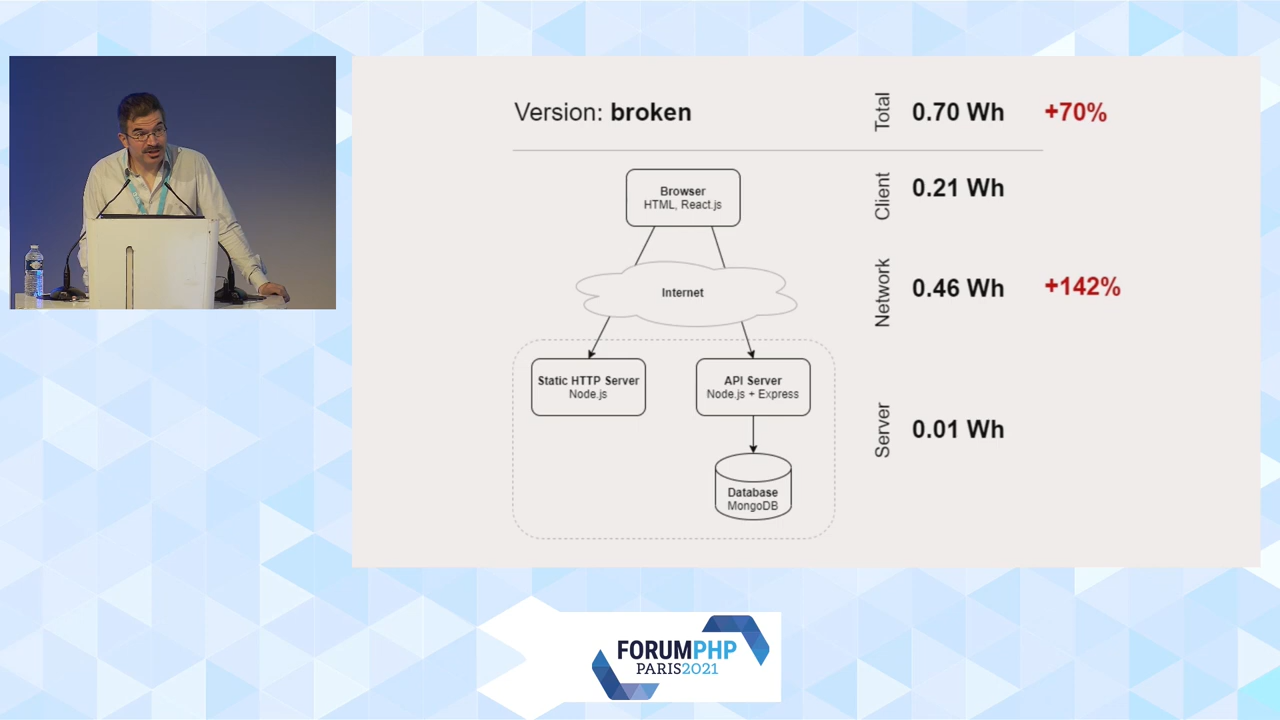 Version: broken
Total
0.70 Wh
+70%
Browser
HTML, React.js
Client
0.21 Wh
Internet
Network
0.46 Wh
+142%
Static HTTP Server
Node.js
API Server
Node.js + Express
Server
0.01 Wh
Database
MongoDB
FORUMPHP
PARIS2021